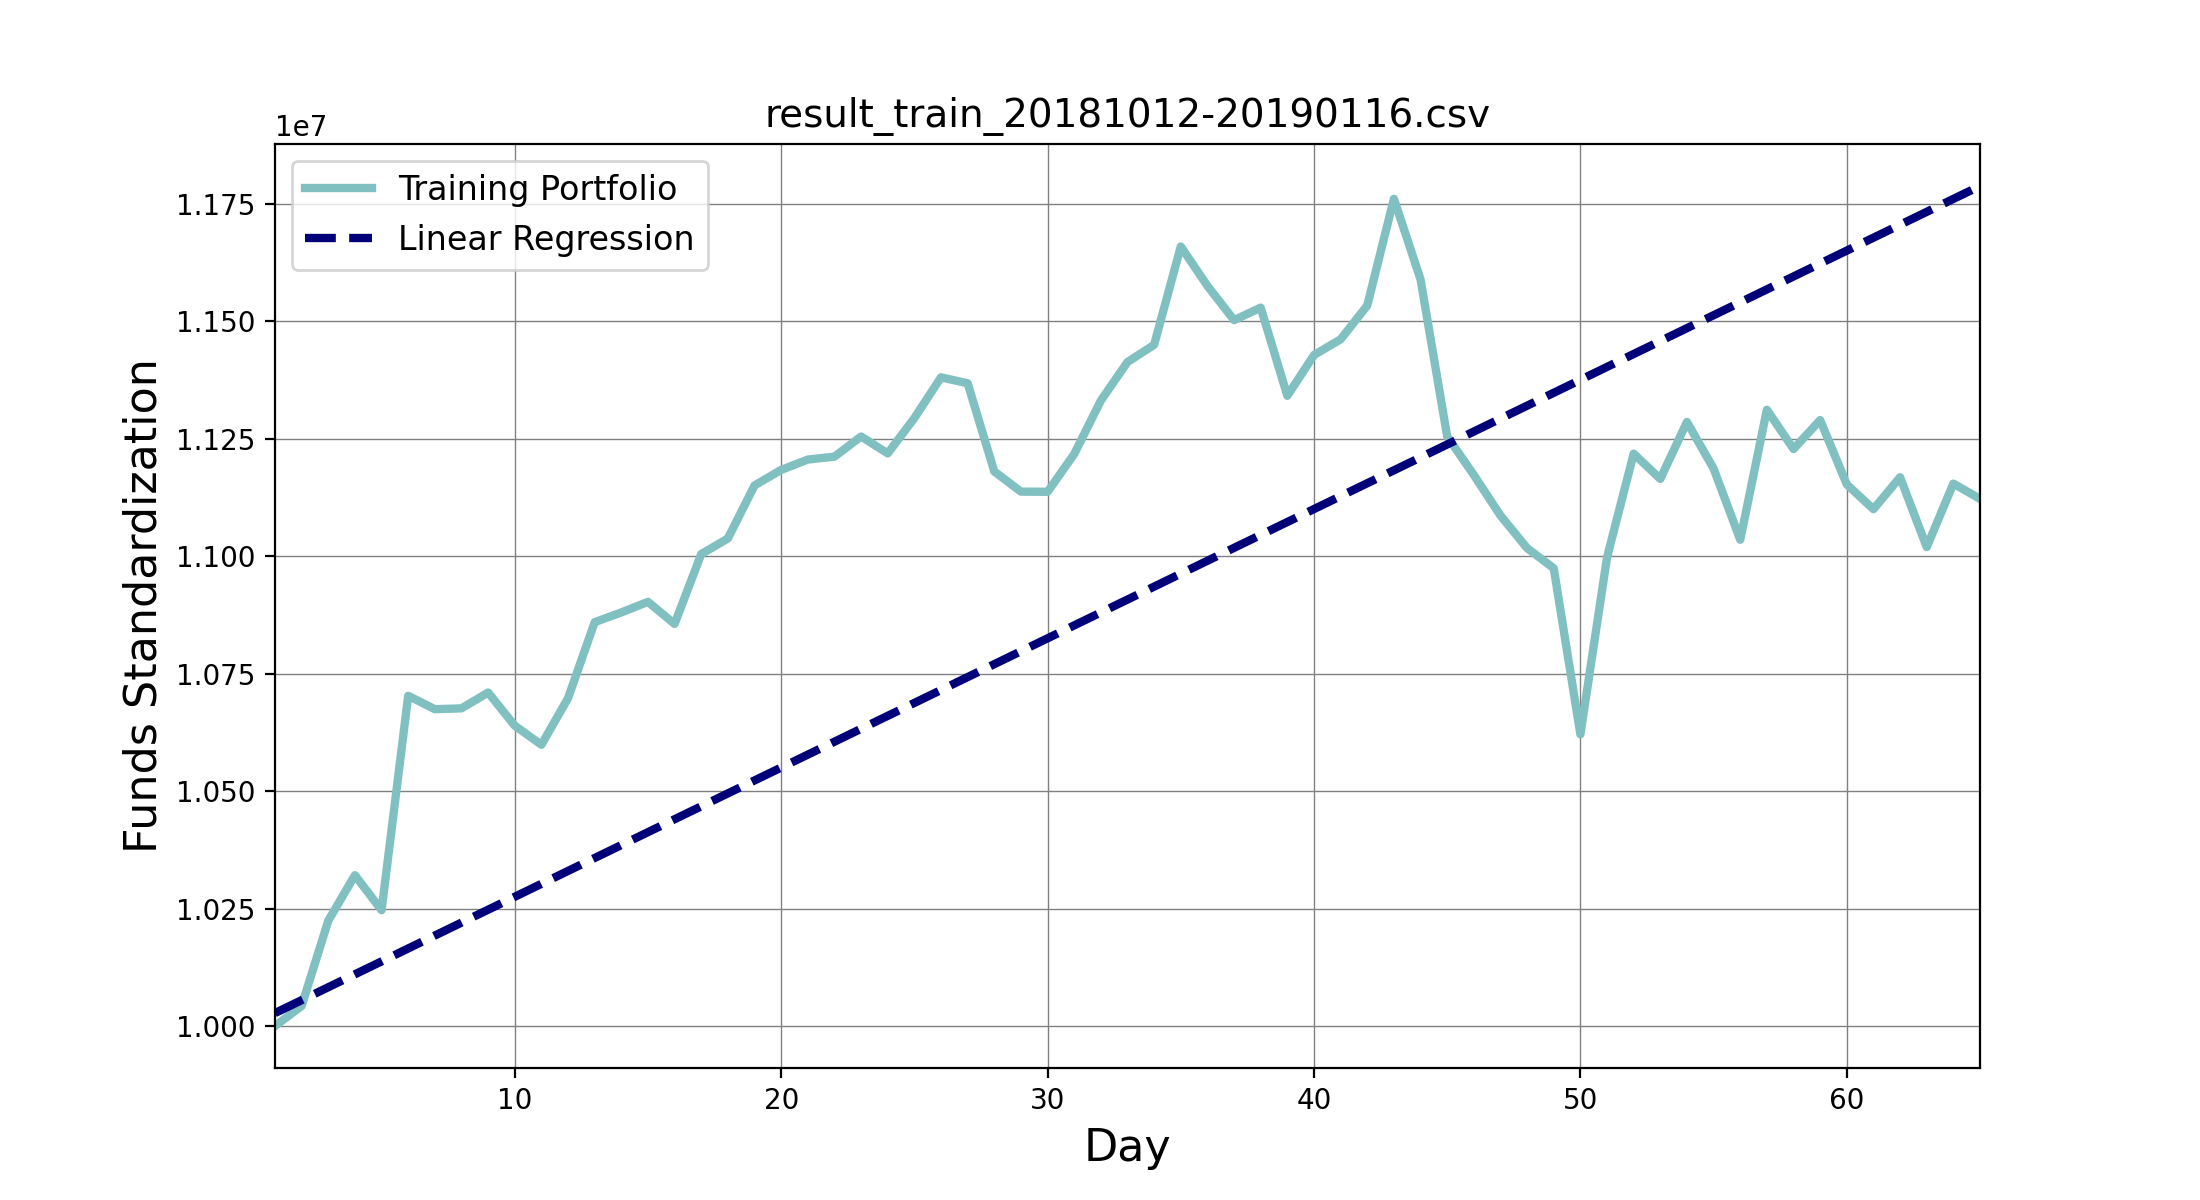 result_train_20181012-20190116.csv
1e7
Training Portfolio
Linear Regression
1.175
1.150
1.125
1.100
1.075
1.050
1.025
1.000
Funds Standardization
10 20 30 40 50 60
Day